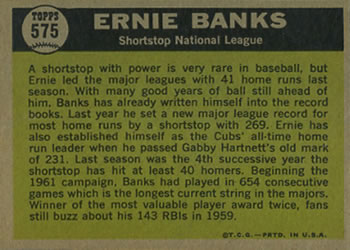 TOPPS
575
ERNIE BANKS
Shortstop National League
A shortstop with power is very rare in baseball, but
Ernie led the major leagues with 41 home runs last
season. With many good years of ball still ahead of
him. Banks has already written himself into the record
books. Last year he set a new major league record for
most home runs by a shortstop with 269. Ernie has
also established himself as the Cubs' all-time home
run leader when he passed Gabby Hartnett's old mark
of 231. Last season was the 4th successive year the
shortstop has hit at least 40 homers. Beginning the
1961 campaign, Banks had played in 654 consecutive
games which is the longest current string in the majors.
Winner of the most valuable player award twice, fans
still buzz about his 143 RBIs in 1959.
©T.C.G.—PRTD. IN U.S.A.